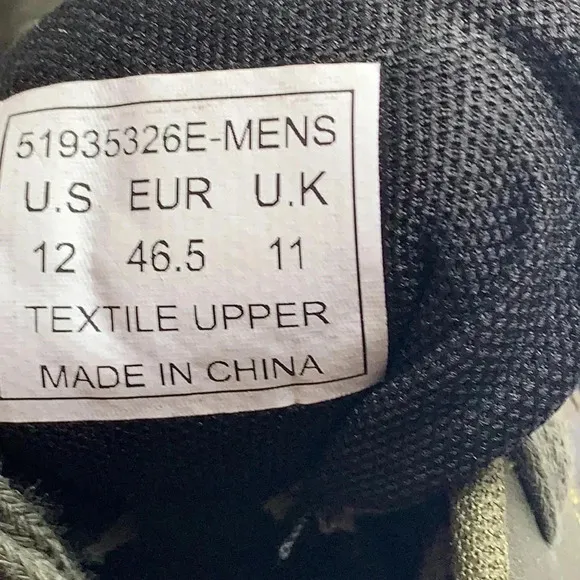 51935326E-MENS
U.S EUR U.K
12 46.5 11
TEXTILE UPPER
MADE IN CHINA